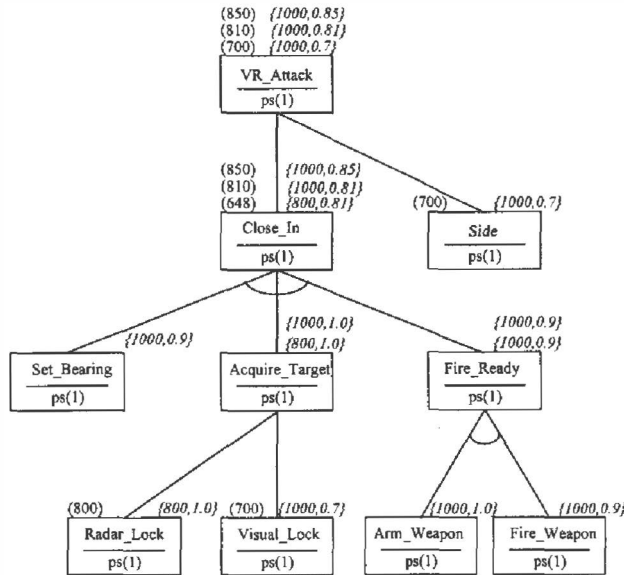 (850) {1000,0.85}
(810) {1000,0.81}
(700) {1000,0.7}
VR_Attack
ps(1)
(850) {1000,0.85}
(810) {1000,0.81}
(648) {800,0.81}
Close_In
ps(1)
(700) {1000,0.7}
Side
ps(1)
{1000,0.9}
Set_Bearing
ps(1)
{1000,1.0}
{800,1.0}
Acquire_Target
ps(1)
{1000,0.9}
{1000,0.9}
Fire_Ready
ps(1)
(800) {800,1.0}
Radar_Lock
ps(1)
(700) {1000,0.7}
Visual_Lock
ps(1)
{1000,1.0}
Arm_Weapon
ps(1)
{1000,0.9}
Fire_Weapon
ps(1)